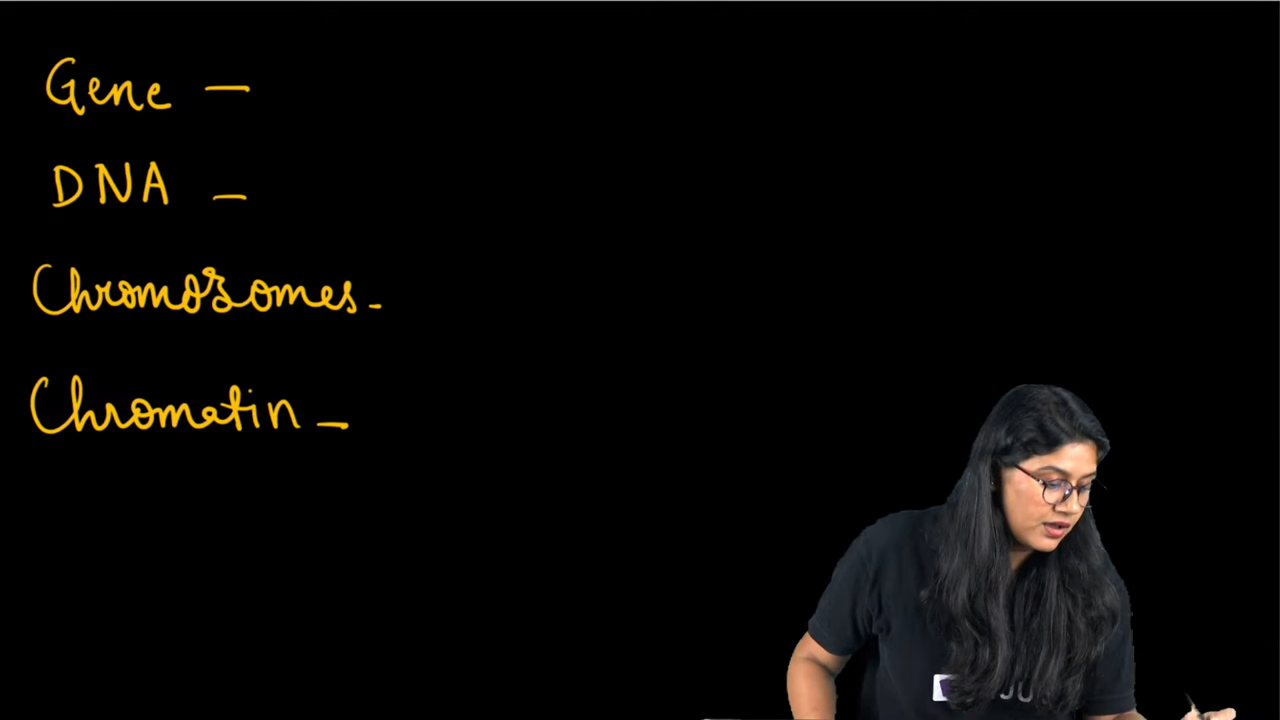 Gene —
DNA –
Chromosomes -
Chromatin –